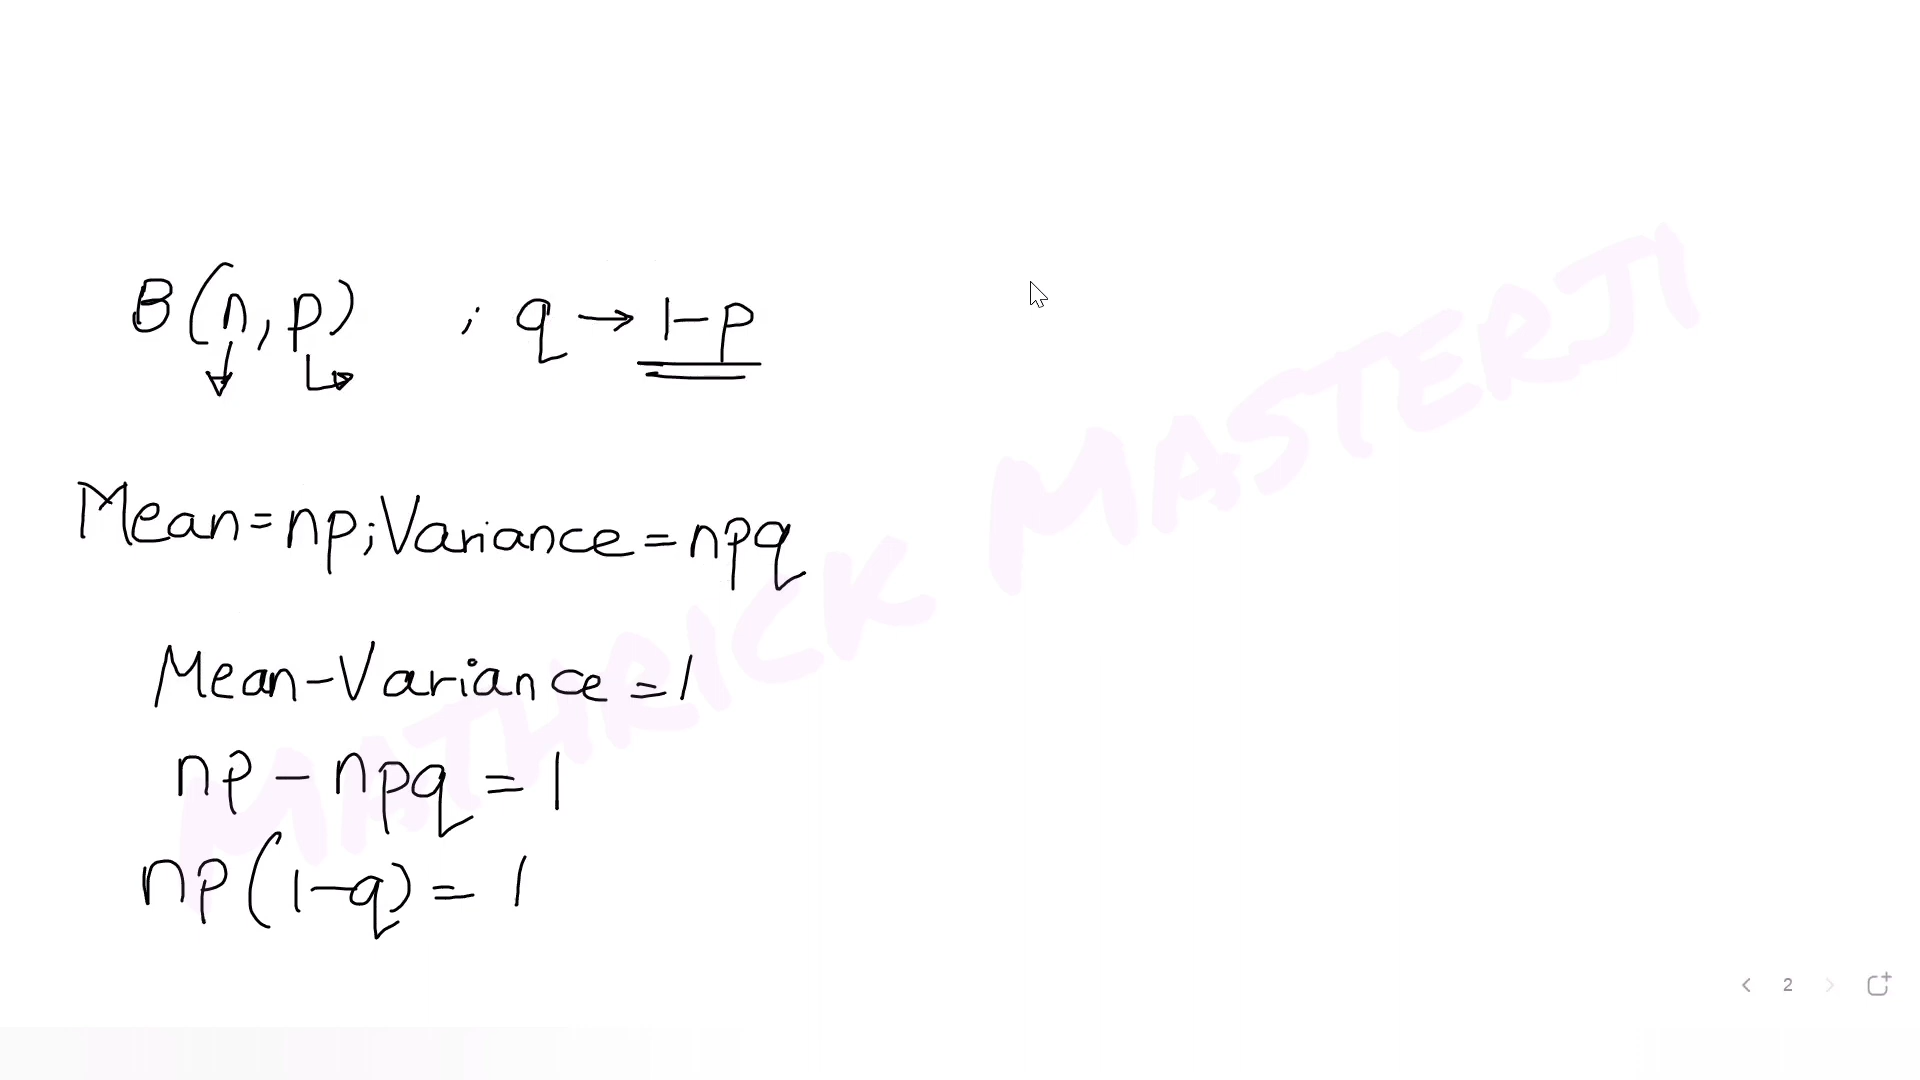 B(n,p) ; q → 1-p
Mean=np;Variance=npq
Mean-Variance=1
np-npq=1
np(1-q)=1
MATHRICK MASTERJI
2